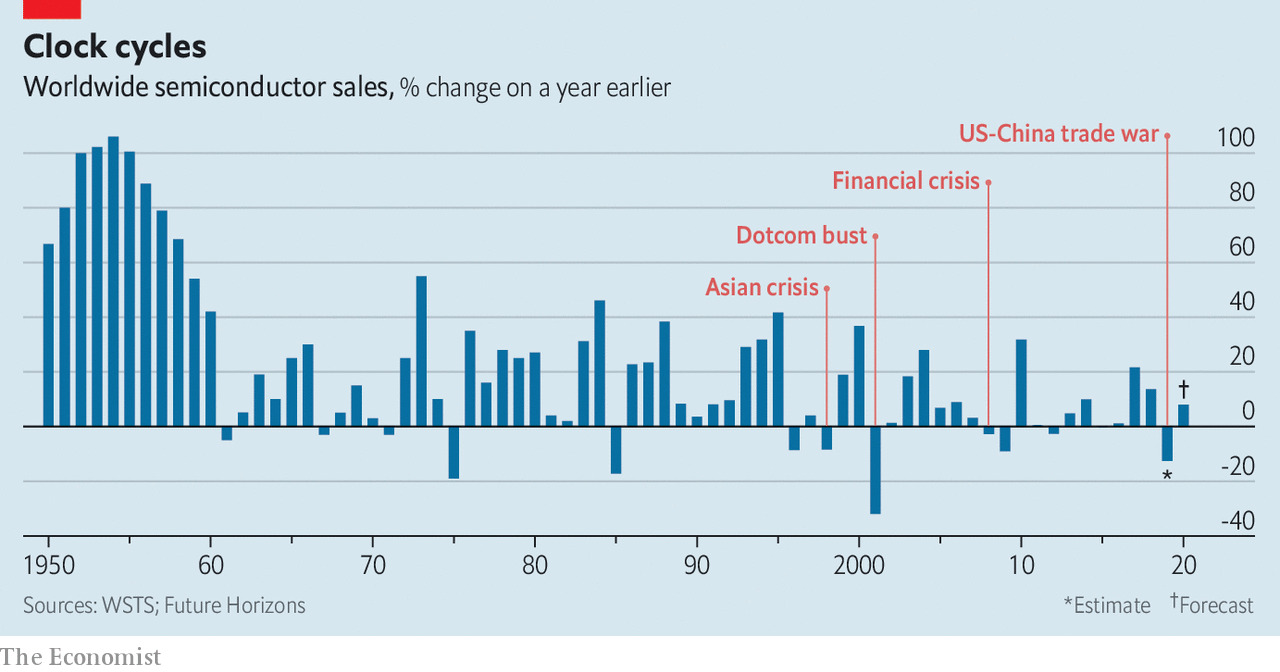 Clock cycles
Worldwide semiconductor sales, % change on a year earlier
US-China trade war
100
Financial crisis
80
Dotcom bust
60
Asian crisis
40
20
†
0
-20
*
-40
1950 60 70 80 90 2000 10 20
Sources: WSTS; Future Horizons
*Estimate †Forecast
The Economist